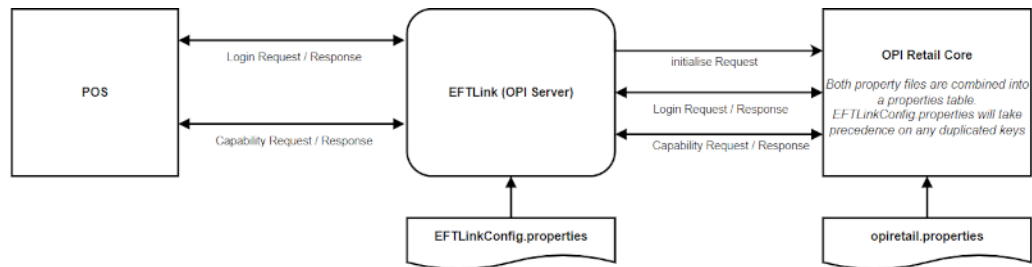 POS
Login Request / Response
Capability Request / Response
EFTLink (OPI Server)
initialise Request
Login Request / Response
Capability Request / Response
OPI Retail Core
Both property files are combined into
a properties table.
EFTLinkConfig properties will take
precedence on any duplicated keys
EFTLinkConfig.properties
opiretail.properties